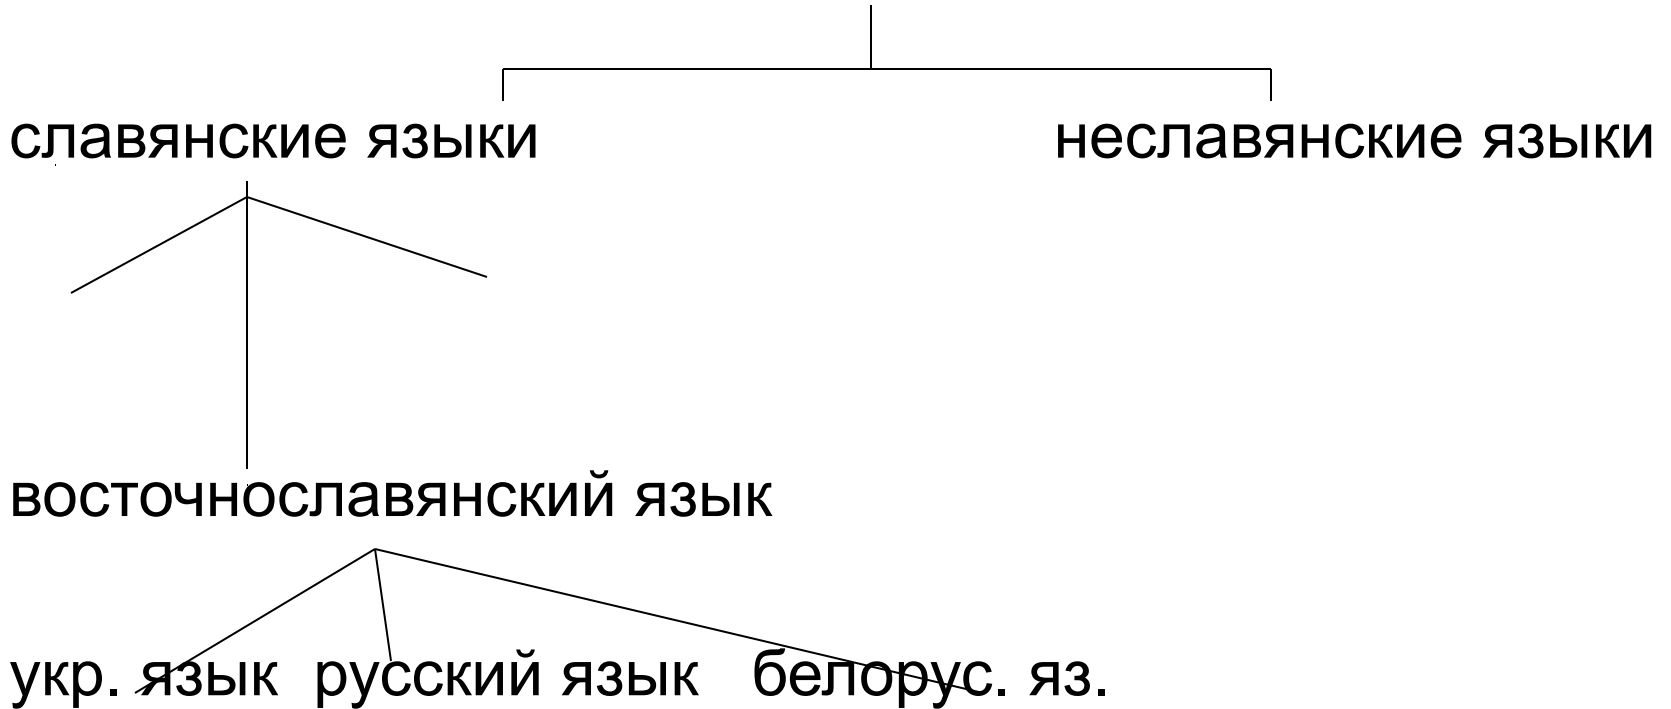 славянские языки неславянские языки
восточнославянский язык
укр. язык русский язык белорус. яз.